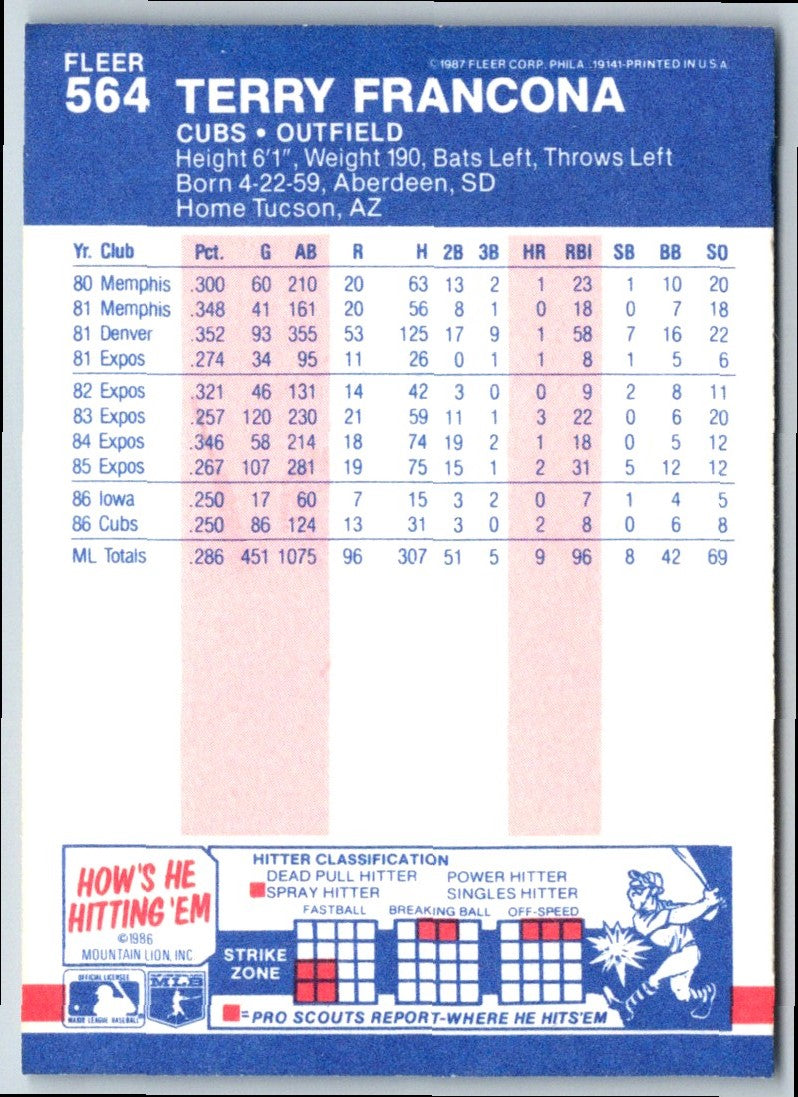 FLEER
©1987 FLEER CORP. PHILA. 19141-PRINTED IN U.S.A
564 TERRY FRANCONA
CUBS • OUTFIELD
Height 6'1", Weight 190, Bats Left, Throws Left
Born 4-22-59, Aberdeen, SD
Home Tucson, AZ
Yr. Club Pct. G AB R H 2B 3B HR RBI SB BB SO
80 Memphis .300 60 210 20 63 13 2 1 23 1 10 20
81 Memphis .348 41 161 20 56 8 1 0 18 0 7 18
81 Denver .352 93 355 53 125 17 9 1 58 7 16 22
81 Expos .274 34 95 11 26 0 1 1 8 1 5 6
82 Expos .321 46 131 14 42 3 0 0 9 2 8 11
83 Expos .257 120 230 21 59 11 1 3 22 0 6 20
84 Expos .346 58 214 18 74 19 2 1 18 0 5 12
85 Expos .267 107 281 19 75 15 1 2 31 5 12 12
86 Iowa .250 17 60 7 15 3 2 0 7 1 4 5
86 Cubs .250 86 124 13 31 3 0 2 8 0 6 8
ML Totals .286 451 1075 96 307 51 5 9 96 8 42 69
HOW'S HE
HITTING 'EM
©1986
MOUNTAIN LION, INC.
OFFICIAL LICENSEE
MAJOR LEAGUE BASEBALL
MLB
HITTER CLASSIFICATION
DEAD PULL HITTER POWER HITTER
SPRAY HITTER SINGLES HITTER
FASTBALL BREAKING BALL OFF-SPEED
STRIKE
ZONE
=PRO SCOUTS REPORT-WHERE HE HITS'EM